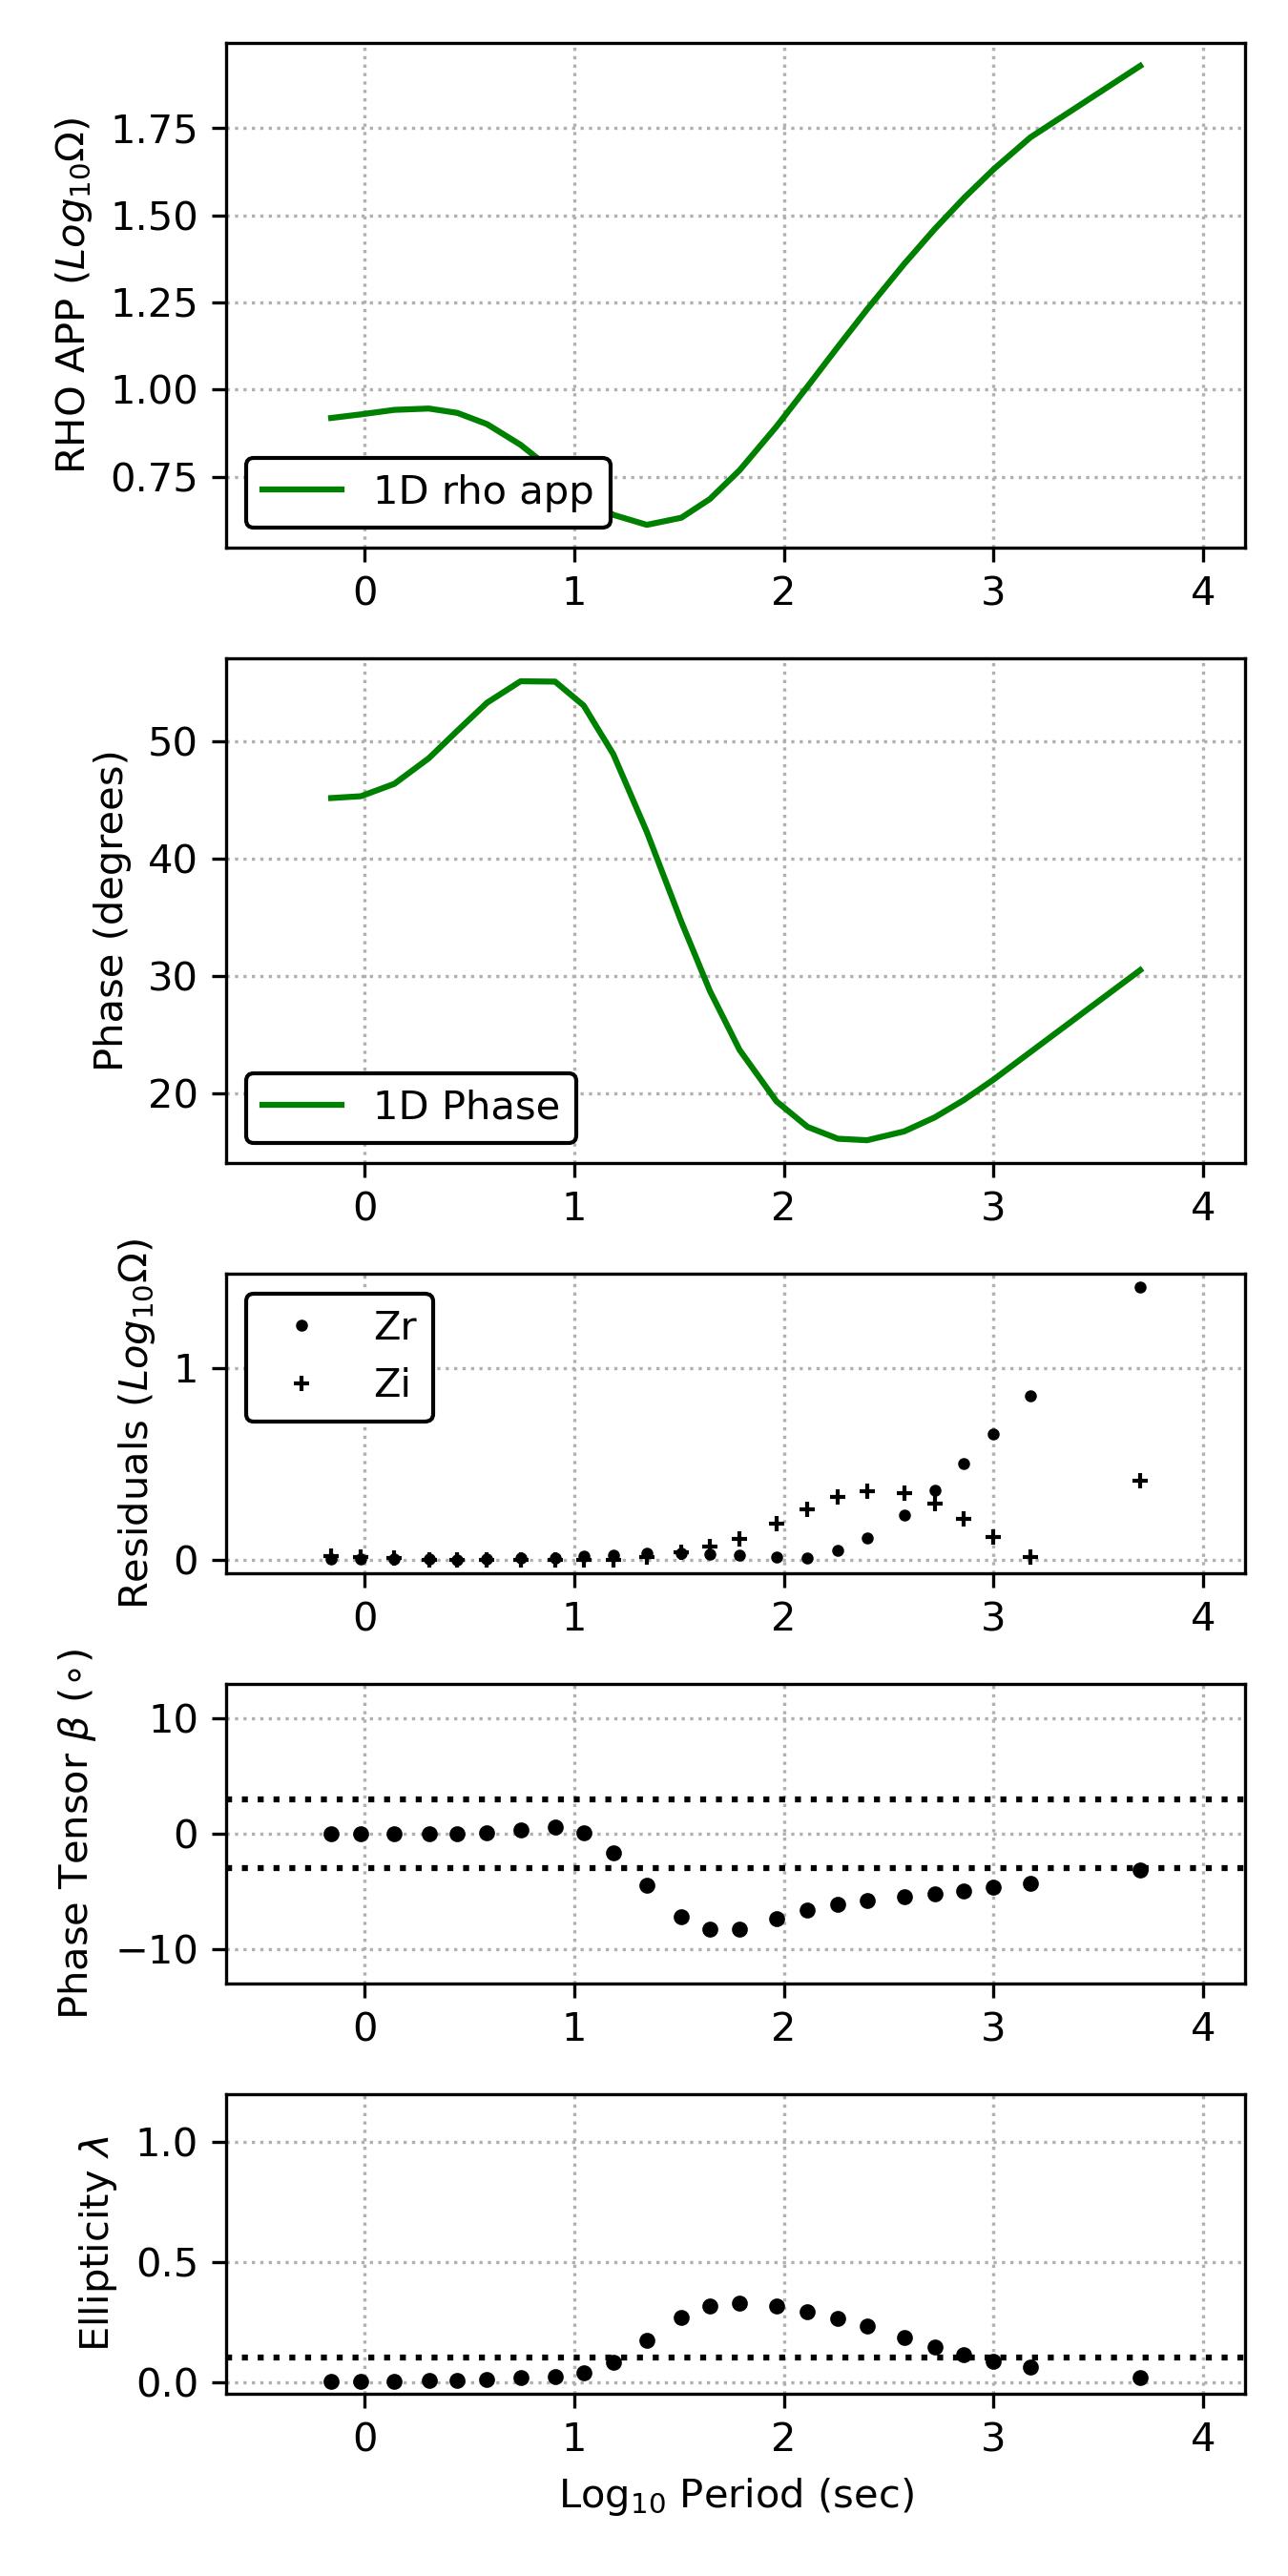 RHO APP (Log₁₀Ω)
1.75
1.50
1.25
1.00
0.75
1D rho app
0 1 2 3 4
Phase (degrees)
50
40
30
20
1D Phase
0 1 2 3 4
Residuals (Log₁₀Ω)
1
0
Zr
Zi
0 1 2 3 4
Phase Tensor β (∘)
10
0
−10
0 1 2 3 4
Ellipticity λ
1.0
0.5
0.0
0 1 2 3 4
Log₁₀ Period (sec)